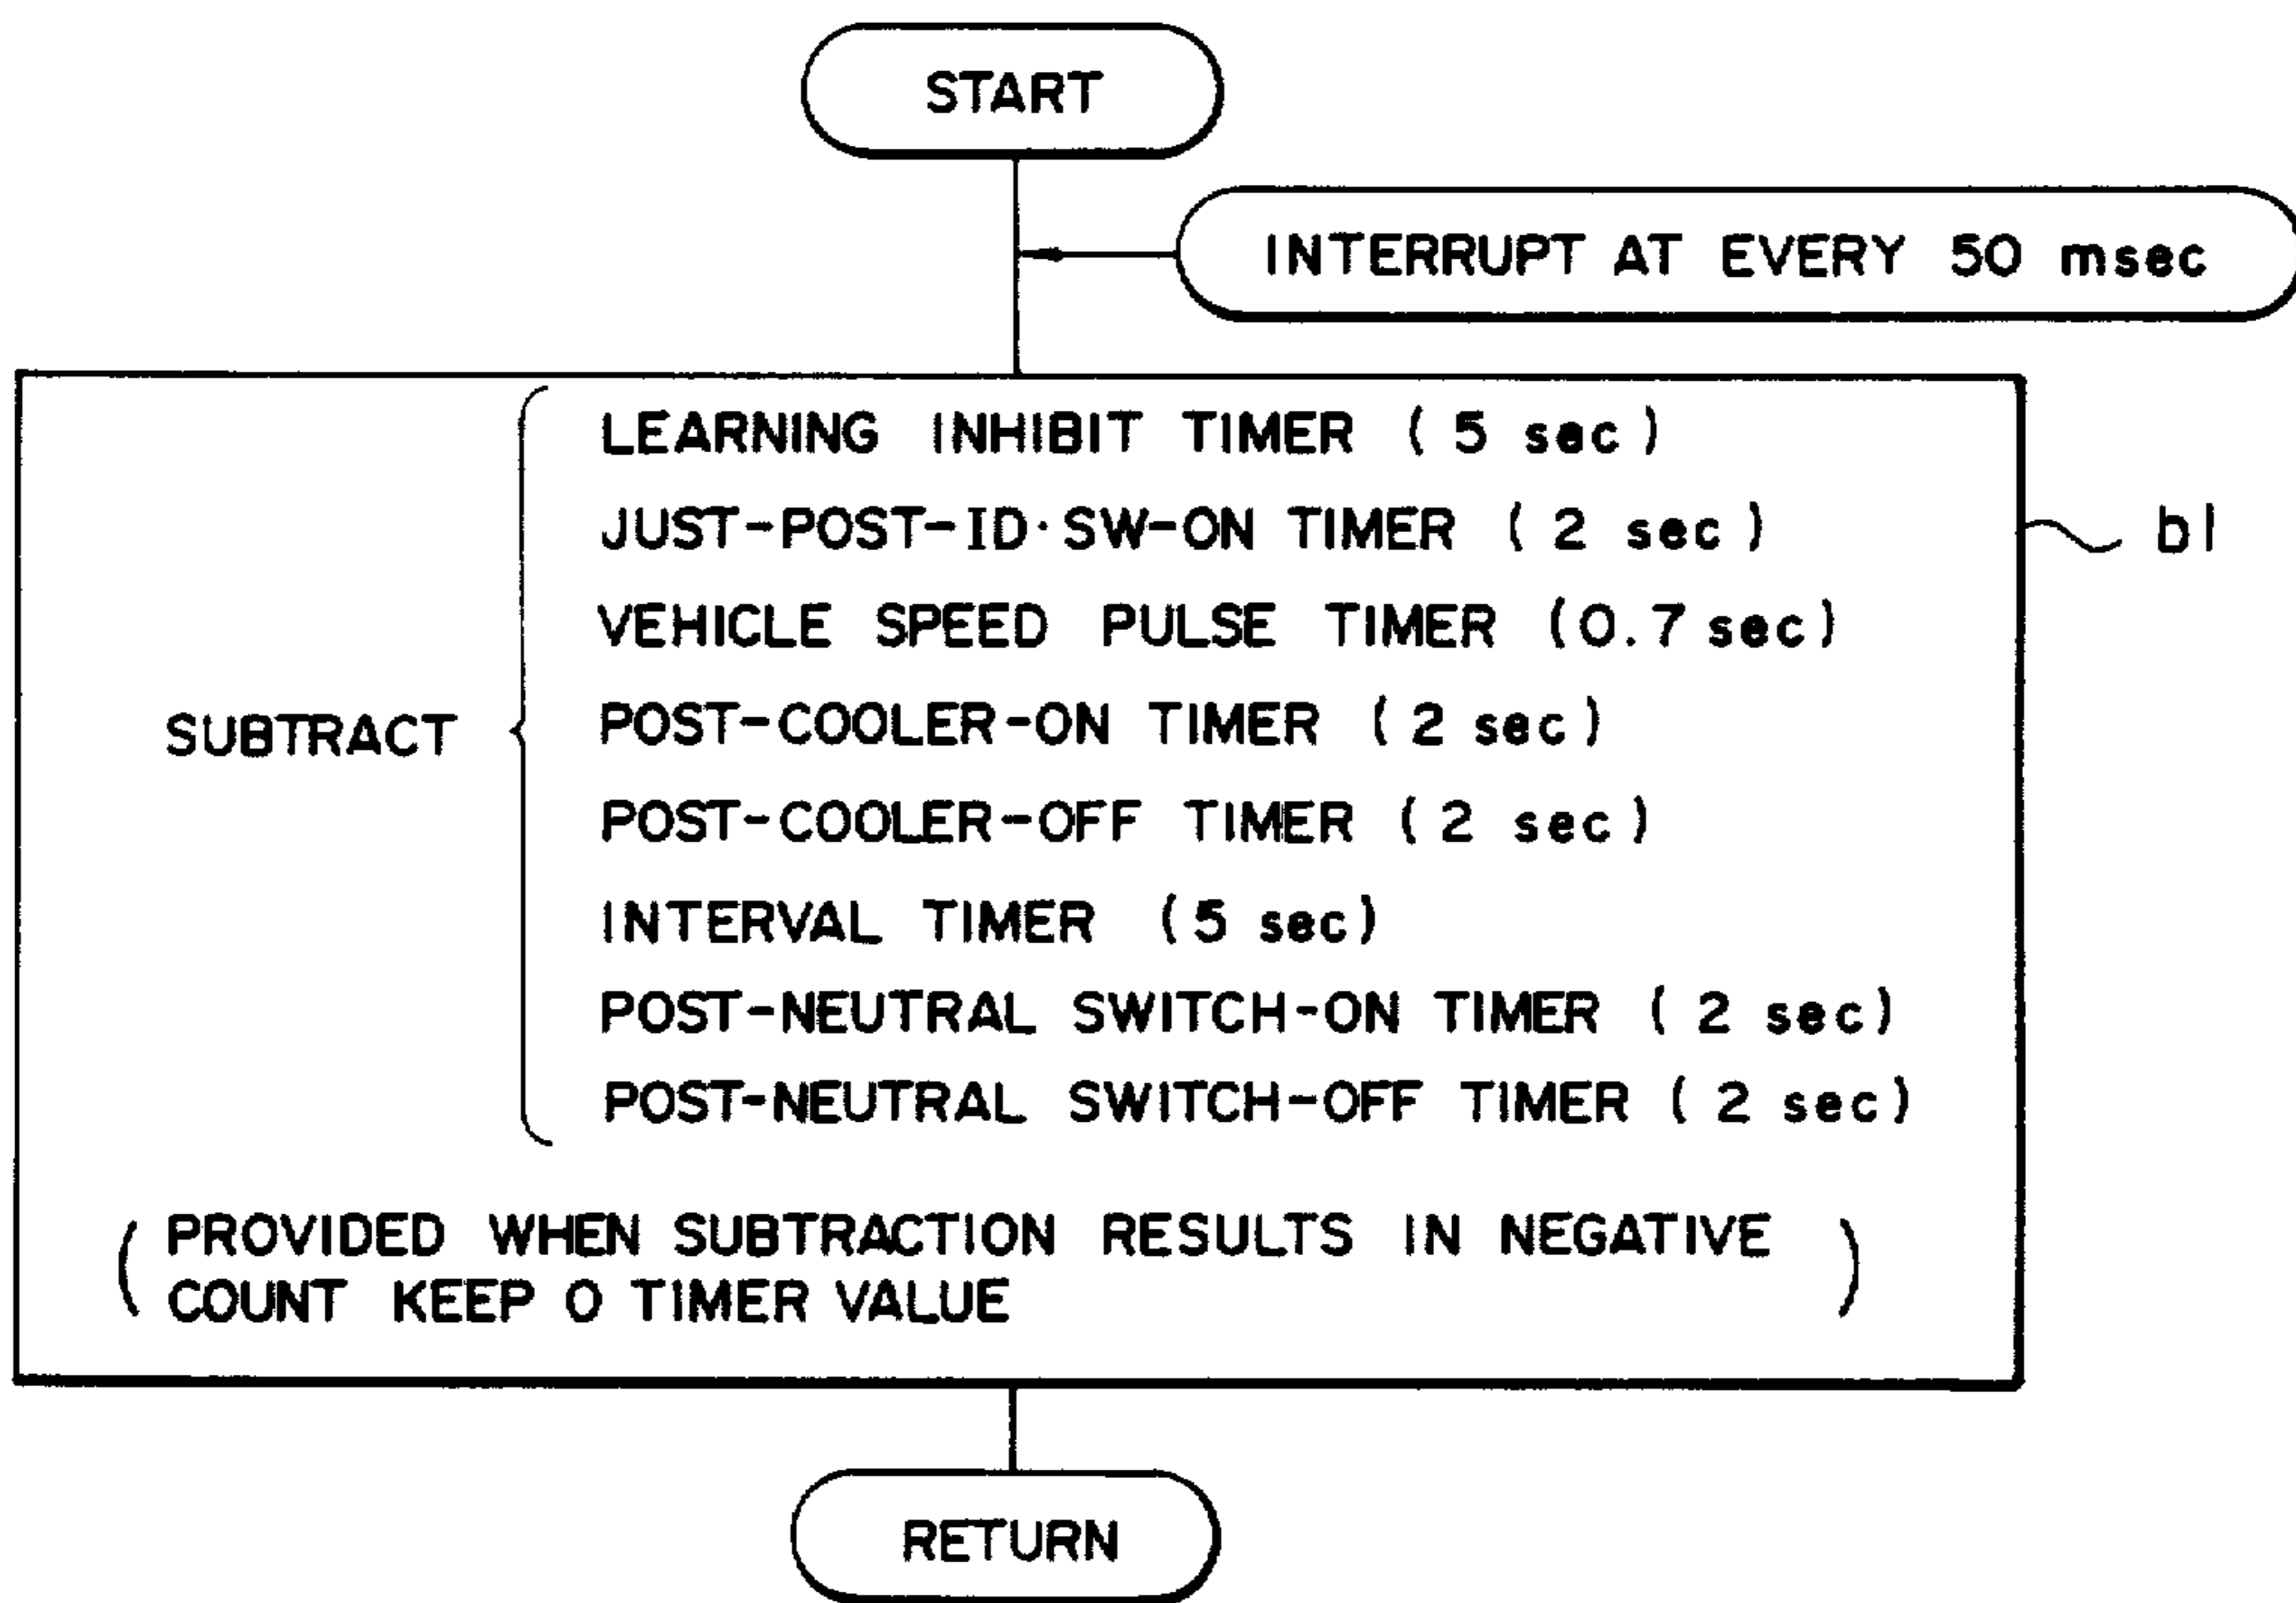 START
INTERRUPT AT EVERY 50 msec
LEARNING INHIBIT TIMER (5 sec)
JUST-POST-ID·SW-ON TIMER (2 sec)
b1
VEHICLE SPEED PULSE TIMER (0.7 sec)
SUBTRACT
POST-COOLER-ON TIMER (2 sec)
POST-COOLER-OFF TIMER (2 sec)
INTERVAL TIMER (5 sec)
POST-NEUTRAL SWITCH-ON TIMER (2 sec)
POST-NEUTRAL SWITCH-OFF TIMER (2 sec)
(PROVIDED WHEN SUBTRACTION RESULTS IN NEGATIVE
COUNT KEEP 0 TIMER VALUE)
RETURN